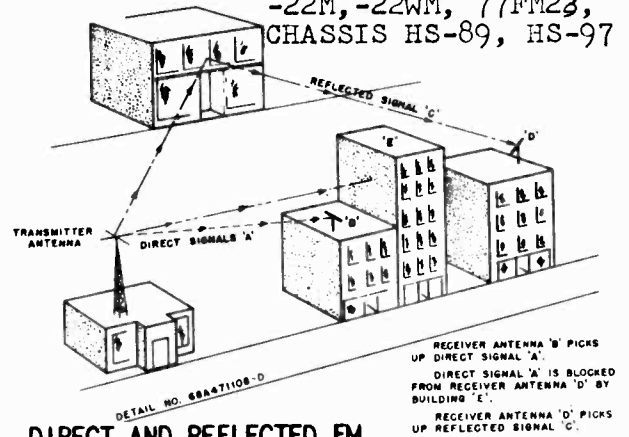 -22M,-22WM, 77FM23,
CHASSIS HS-89, HS-97
REFLECTED SIGNAL 'C'
'D'
'E'
'B'
TRANSMITTER
ANTENNA
DIRECT SIGNALS 'A'
RECEIVER ANTENNA 'B' PICKS
UP DIRECT SIGNAL 'A'.
DIRECT SIGNAL 'A' IS BLOCKED
FROM RECEIVER ANTENNA 'D' BY
BUILDING 'E'.
RECEIVER ANTENNA 'D' PICKS
UP REFLECTED SIGNAL 'C'.
DETAIL NO. 68A471108-D
DIRECT AND REFLECTED FM